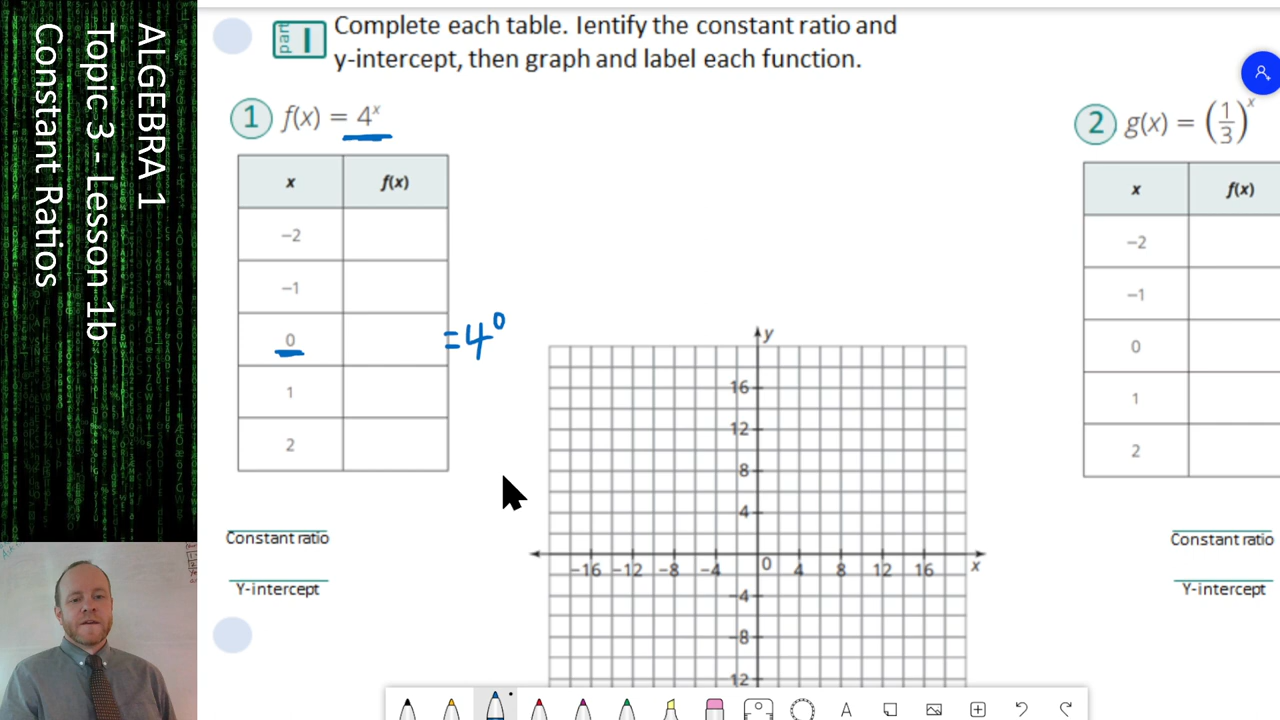 ALGEBRA 1
Topic 3 - Lesson 1b
Constant Ratios
part 1
Complete each table. Ientify the constant ratio and
y-intercept, then graph and label each function.
1 f(x) = 4^x
x f(x)
−2
−1
0 =4^0
1
2
Constant ratio
Y-intercept
y
16
12
8
4
−16 −12 −8 −4 0 4 8 12 16 x
−4
−8
12
2 g(x) = (1/3)^x
x f(x)
−2
−1
0
1
2
Constant ratio
Y-intercept
A